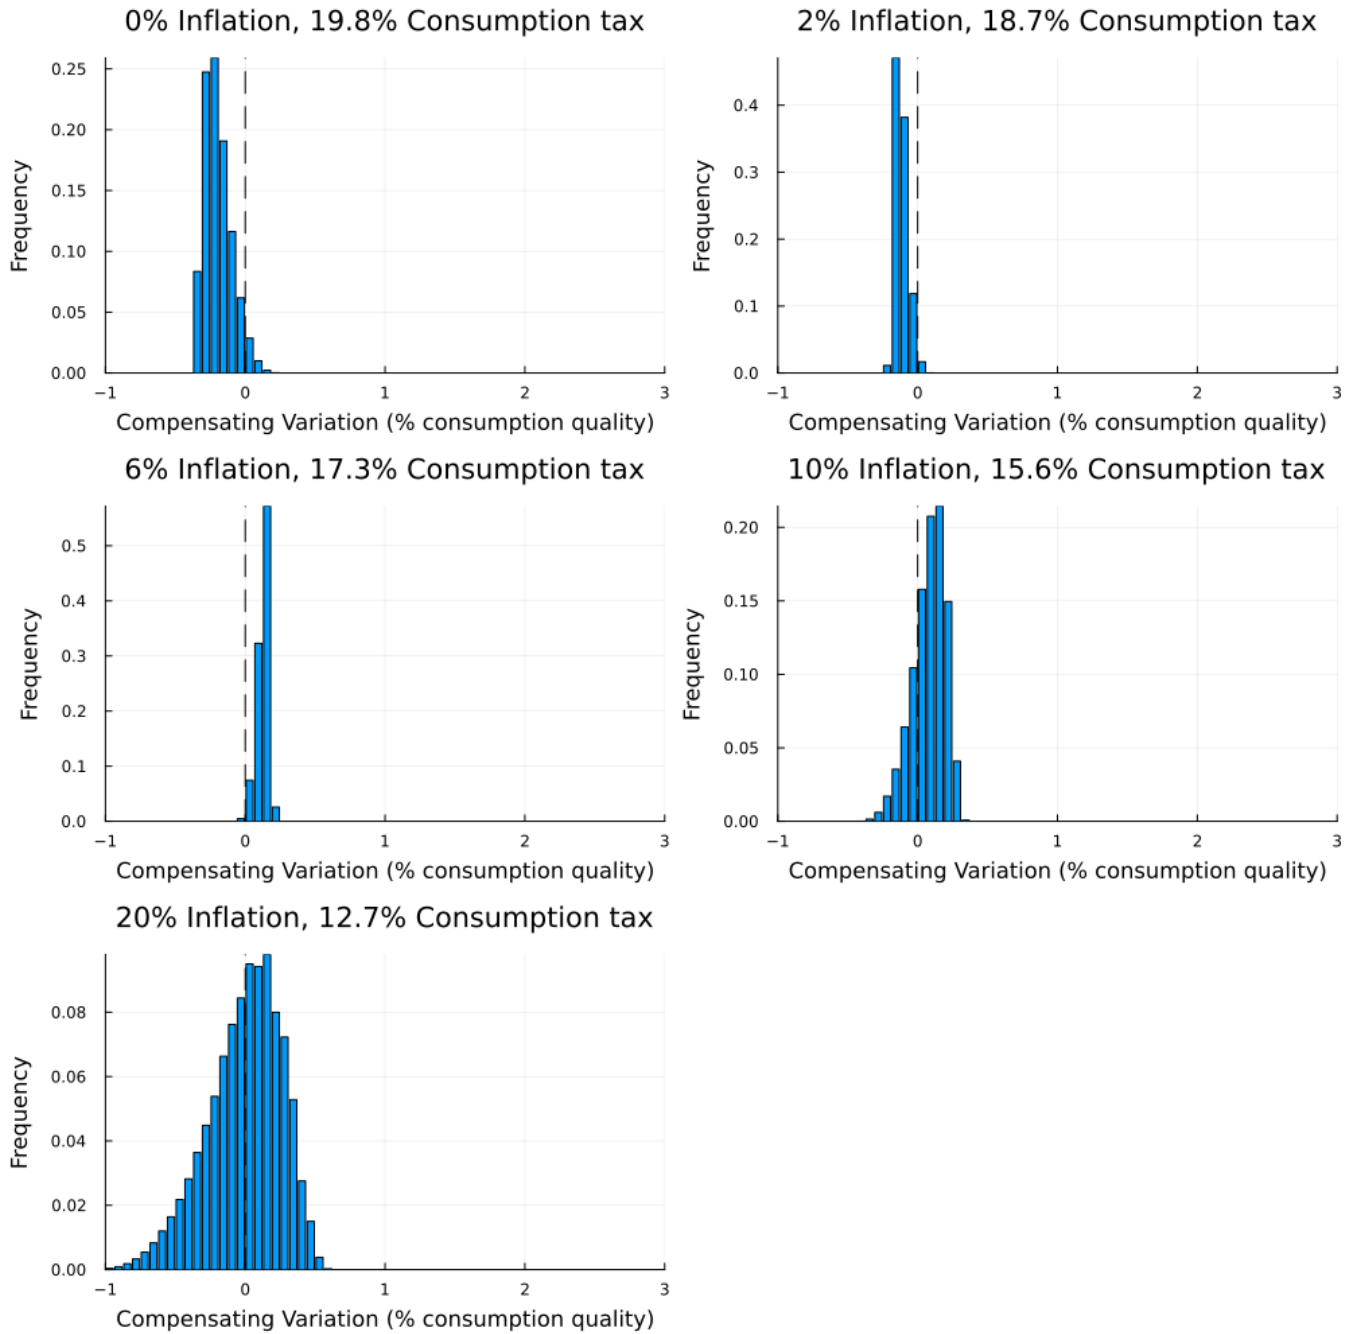 0% Inflation, 19.8% Consumption tax
Frequency
0.25
0.20
0.15
0.10
0.05
0.00
−1 0 1 2 3
Compensating Variation (% consumption quality)
2% Inflation, 18.7% Consumption tax
Frequency
0.4
0.3
0.2
0.1
0.0
−1 0 1 2 3
Compensating Variation (% consumption quality)
6% Inflation, 17.3% Consumption tax
Frequency
0.5
0.4
0.3
0.2
0.1
0.0
−1 0 1 2 3
Compensating Variation (% consumption quality)
10% Inflation, 15.6% Consumption tax
Frequency
0.20
0.15
0.10
0.05
0.00
−1 0 1 2 3
Compensating Variation (% consumption quality)
20% Inflation, 12.7% Consumption tax
Frequency
0.08
0.06
0.04
0.02
0.00
−1 0 1 2 3
Compensating Variation (% consumption quality)